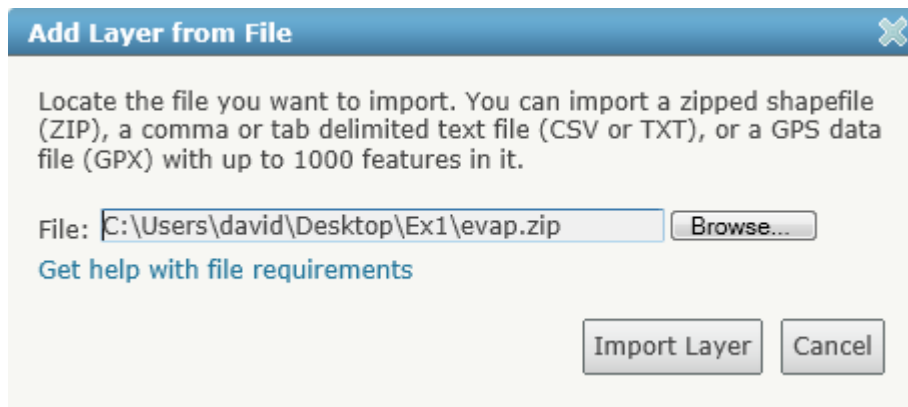 Add Layer from File
Locate the file you want to import. You can import a zipped shapefile
(ZIP), a comma or tab delimited text file (CSV or TXT), or a GPS data
file (GPX) with up to 1000 features in it.
File: C:\Users\david\Desktop\Ex1\evap.zip Browse...
Get help with file requirements
Import Layer Cancel